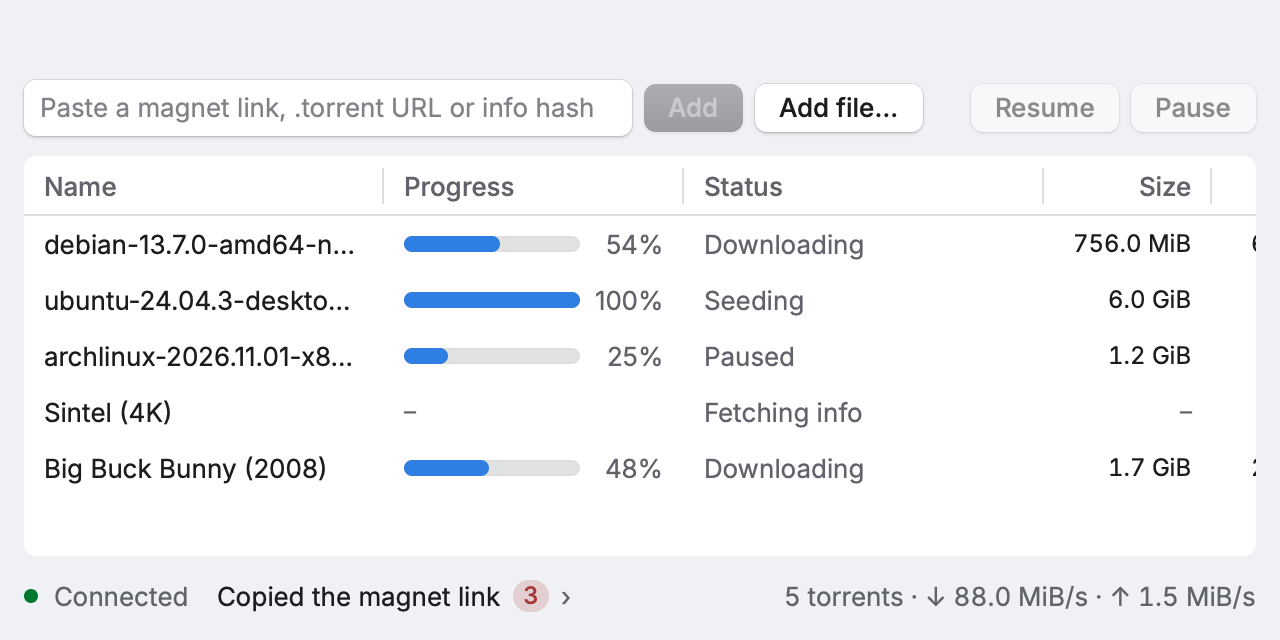 Paste a magnet link, .torrent URL or info hash Add Add file... Resume Pause
Name Progress Status Size
debian-13.7.0-amd64-n... 54% Downloading 756.0 MiB
ubuntu-24.04.3-deskto... 100% Seeding 6.0 GiB
archlinux-2026.11.01-x8... 25% Paused 1.2 GiB
Sintel (4K) – Fetching info –
Big Buck Bunny (2008) 48% Downloading 1.7 GiB
Connected Copied the magnet link 3 › 5 torrents · ↓ 88.0 MiB/s · ↑ 1.5 MiB/s